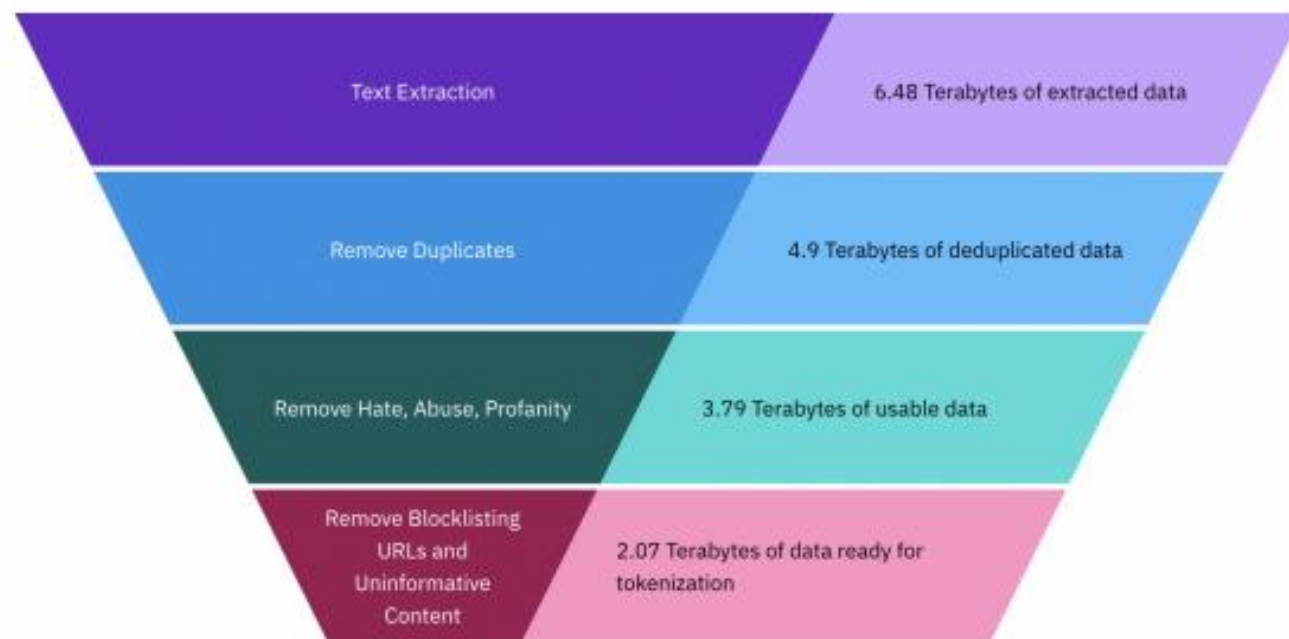 Text Extraction
6.48 Terabytes of extracted data
Remove Duplicates
4.9 Terabytes of deduplicated data
Remove Hate, Abuse, Profanity
3.79 Terabytes of usable data
Remove Blocklisting
URLs and
Uninformative
Content
2.07 Terabytes of data ready for
tokenization